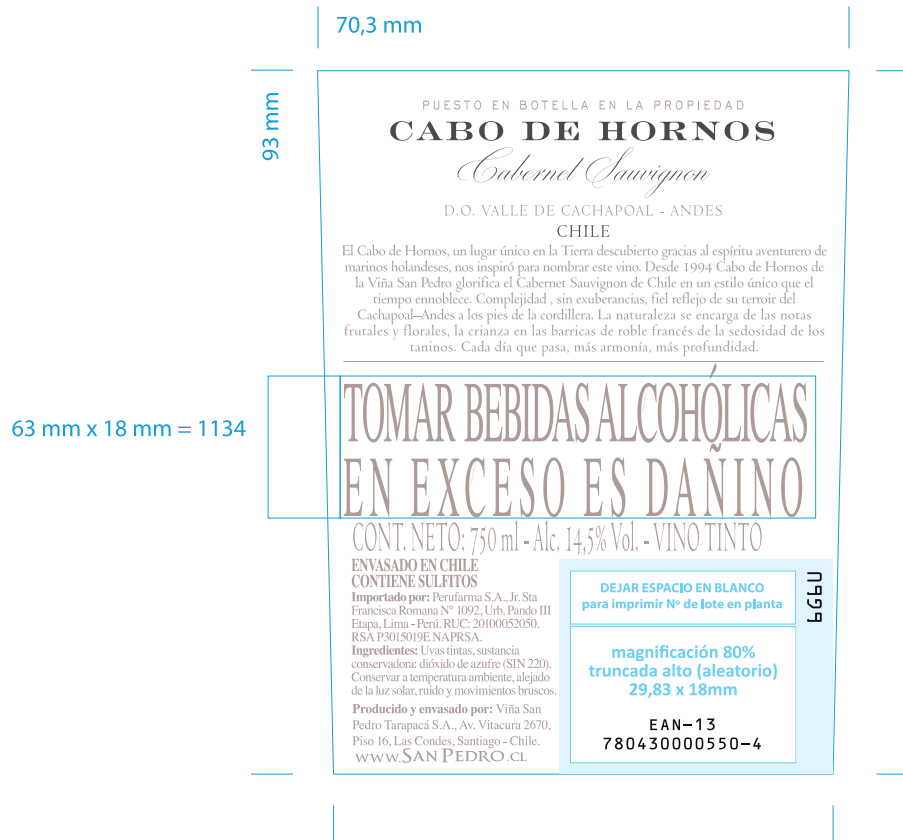 70,3 mm
93 mm
PUESTO EN BOTELLA EN LA PROPIEDAD
CABO DE HORNOS
Cabernet Sauvignon
D.O. VALLE DE CACHAPOAL - ANDES
CHILE
El Cabo de Hornos, un lugar único en la Tierra descubierto gracias al espíritu aventurero de
marinos holandeses, nos inspiró para nombrar este vino. Desde 1994 Cabo de Hornos de
la Viña San Pedro glorifica el Cabernet Sauvignon de Chile en un estilo único que el
tiempo ennoblece. Complejidad , sin exuberancias, fiel reflejo de su terroir del
Cachapoal–Andes a los pies de la cordillera. La naturaleza se encarga de las notas
frutales y florales, la crianza en las barricas de roble francés de la sedosidad de los
taninos. Cada día que pasa, más armonía, más profundidad.
63 mm x 18 mm = 1134
TOMAR BEBIDAS ALCOHÓLICAS
EN EXCESO ES DAÑINO
CONT. NETO: 750 ml - Alc. 14,5% Vol. - VINO TINTO
ENVASADO EN CHILE
CONTIENE SULFITOS
Importado por: Perufarma S.A., Jr. Sta
Francisca Romana N° 1092, Urb. Pando III
Etapa, Lima - Perú. RUC: 20100052050.
RSA P3015019E NAPRSA.
Ingredientes: Uvas tintas, sustancia
conservadora: dióxido de azufre (SIN 220).
Conservar a temperatura ambiente, alejado
de la luz solar, ruido y movimientos bruscos.
Producido y envasado por: Viña San
Pedro Tarapacá S.A., Av. Vitacura 2670,
Piso 16, Las Condes, Santiago - Chile.
www.SAN PEDRO.CL
DEJAR ESPACIO EN BLANCO
para imprimir Nº de lote en planta
magnificación 80%
truncada alto (aleatorio)
29,83 x 18mm
EAN-13
780430000550-4